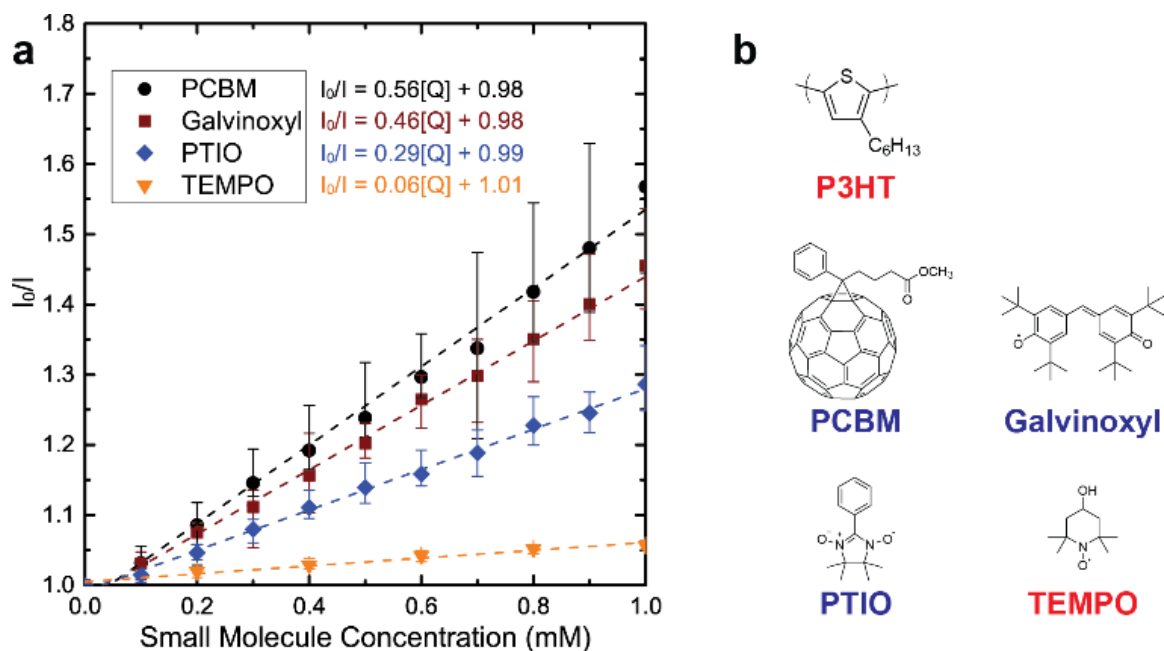 a
1.8
1.7
1.6
1.5
1.4
1.3
1.2
1.1
1.0
I₀/I
PCBM I₀/I = 0.56[Q] + 0.98
Galvinoxyl I₀/I = 0.46[Q] + 0.98
PTIO I₀/I = 0.29[Q] + 0.99
TEMPO I₀/I = 0.06[Q] + 1.01
0.0 0.2 0.4 0.6 0.8 1.0
Small Molecule Concentration (mM)
b
S
C₆H₁₃
P3HT
OCH₃
O
PCBM
O•
O
Galvinoxyl
O⁻ N⁺ N O•
PTIO
OH
N
O•
TEMPO